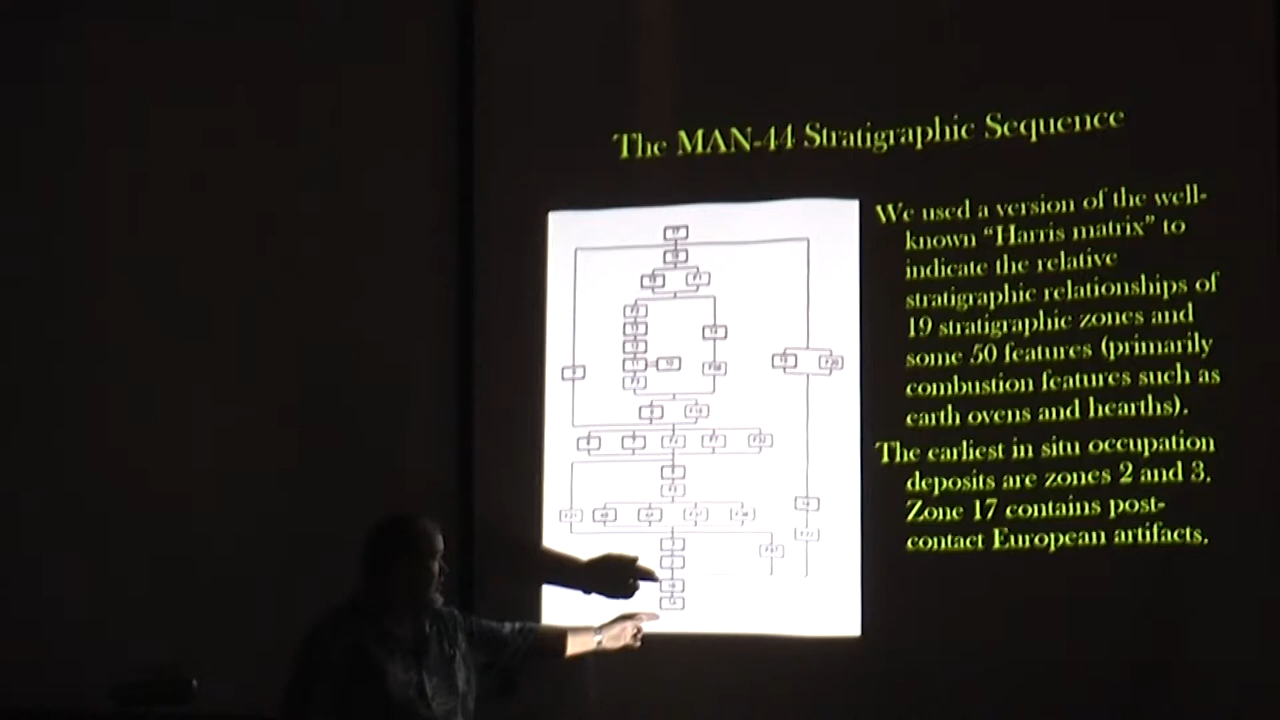 The MAN-44 Stratigraphic Sequence
We used a version of the well-
known “Harris matrix” to
indicate the relative
stratigraphic relationships of
19 stratigraphic zones and
some 50 features (primarily
combustion features such as
earth ovens and hearths).
The earliest in situ occupation
deposits are zones 2 and 3.
Zone 17 contains post-
contact European artifacts.